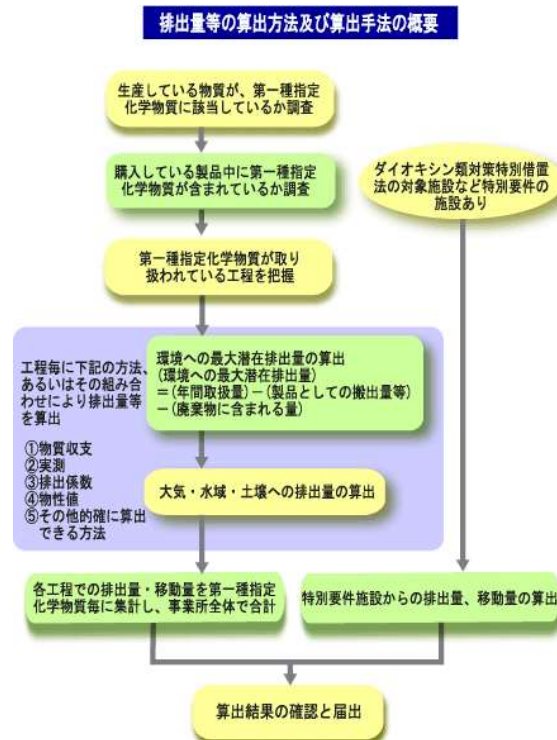 排出量等の算出方法及び算出手法の概要
生産している物質が、第一種指定
化学物質に該当しているか調査
購入している製品中に第一種指定
化学物質が含まれているか調査
ダイオキシン類対策特別借置
法の対象施設など特別要件の
施設あり
第一種指定化学物質が取り
扱われている工程を把握
工程毎に下記の方法、
あるいはその組み合
わせにより排出量等
を算出
①物質収支
②実測
③排出係数
④物性値
⑤その他的確に算出
できる方法
環境への最大潜在排出量の算出
(環境への最大潜在排出量)
＝(年間取扱量)－(製品としての搬出量等)
－(廃棄物に含まれる量)
大気・水域・土壌への排出量の算出
各工程での排出量・移動量を第一種指定
化学物質毎に集計し、事業所全体で合計
特別要件施設からの排出量、移動量の算出
算出結果の確認と届出